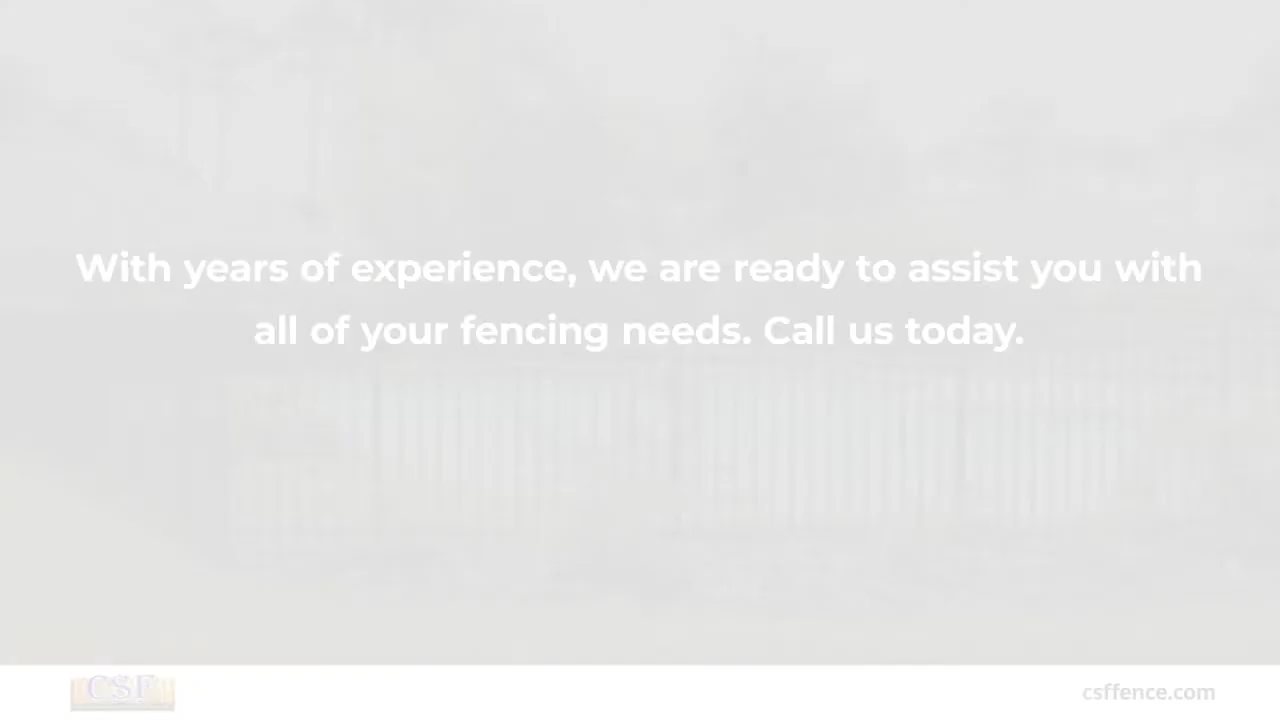 With years of experience, we are ready to assist you with
all of your fencing needs. Call us today.
CSF
csffence.com